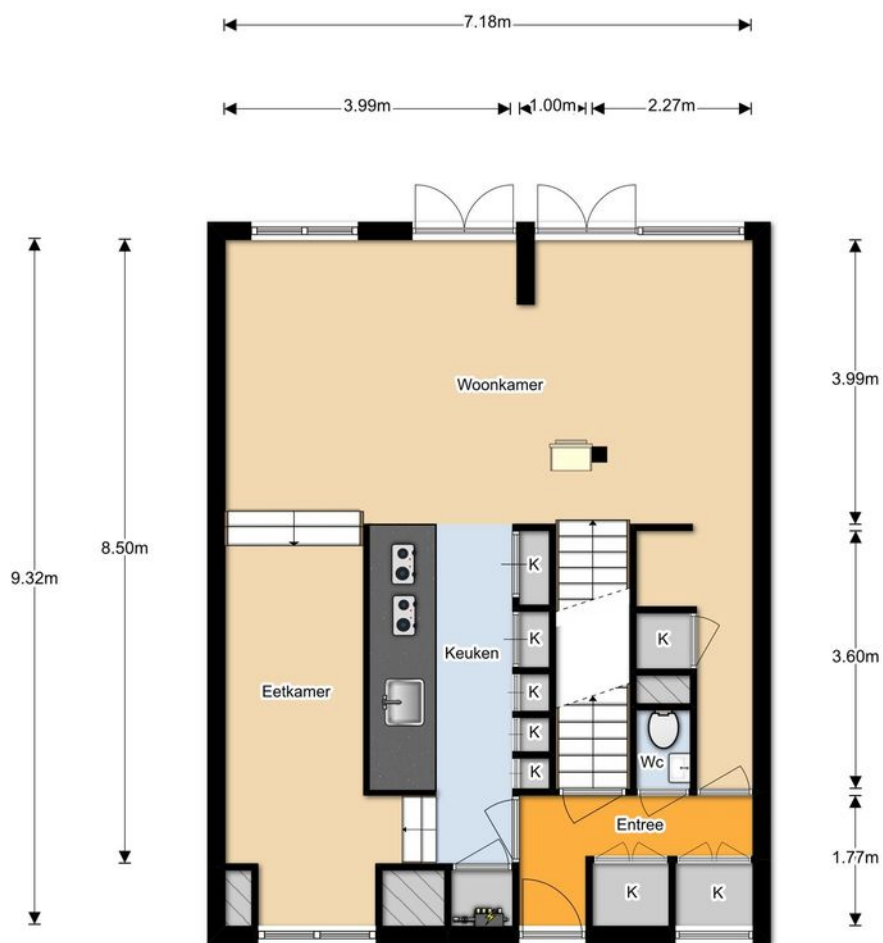 7.18m
3.99m 1.00m 2.27m
Woonkamer
3.99m
8.50m
9.32m
K
K
Keuken
K
3.60m
Eetkamer
K
K
Wc
K
Entree
1.77m
K
K